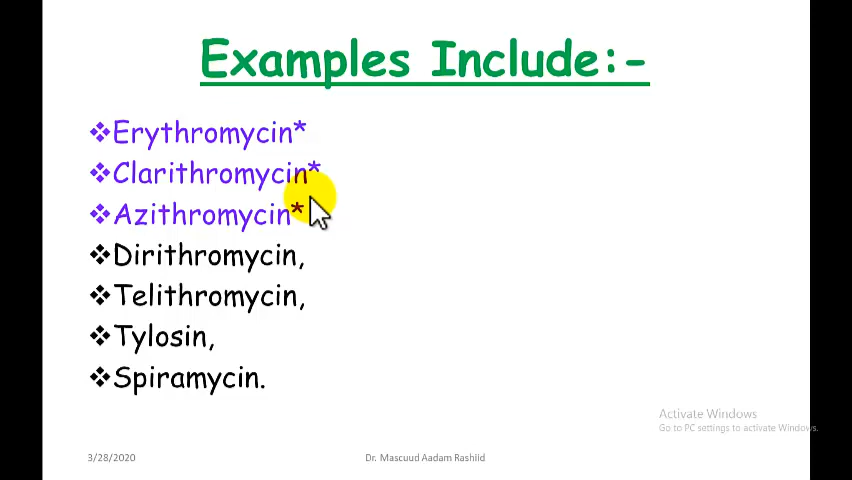 Examples Include:-
❖Erythromycin*
❖Clarithromycin*
❖Azithromycin*
❖Dirithromycin,
❖Telithromycin,
❖Tylosin,
❖Spiramycin.
Activate Windows
Go to PC settings to activate Windows.
3/28/2020
Dr. Mascuud Aadam Rashiid